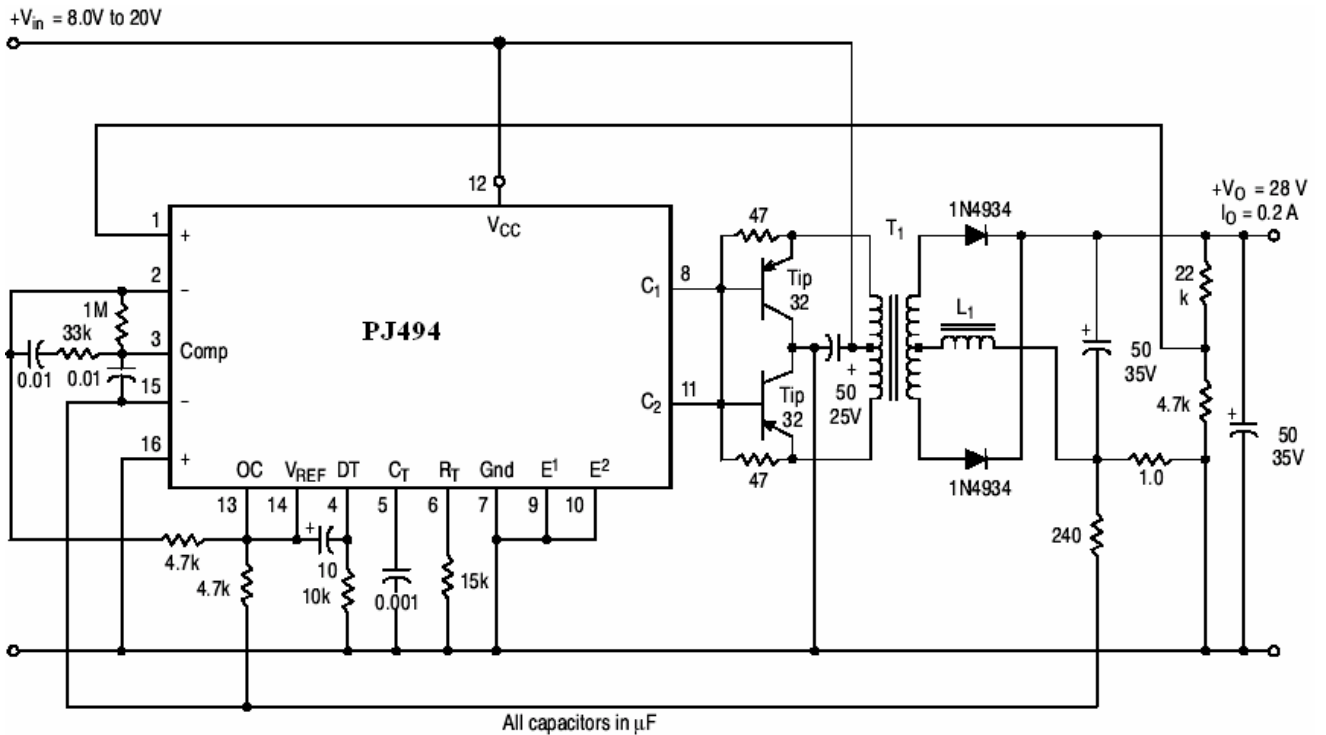 +Vin = 8.0V to 20V
12
VCC
+VO = 28 V
IO = 0.2 A
1N4934
47
T1
1
+
2
−
1M
33k
3
Comp
0.01
0.01
15
−
16
+
PJ494
C1
8
Tip
32
C2
11
Tip
32
47
+
50
25V
L1
1N4934
22
k
+
50
35V
4.7k
+
50
35V
1.0
240
OC
VREF
DT
CT
RT
Gnd
E1
E2
13
14
4
5
6
7
9
10
+
10
4.7k
4.7k
10k
0.001
15k
All capacitors in μF